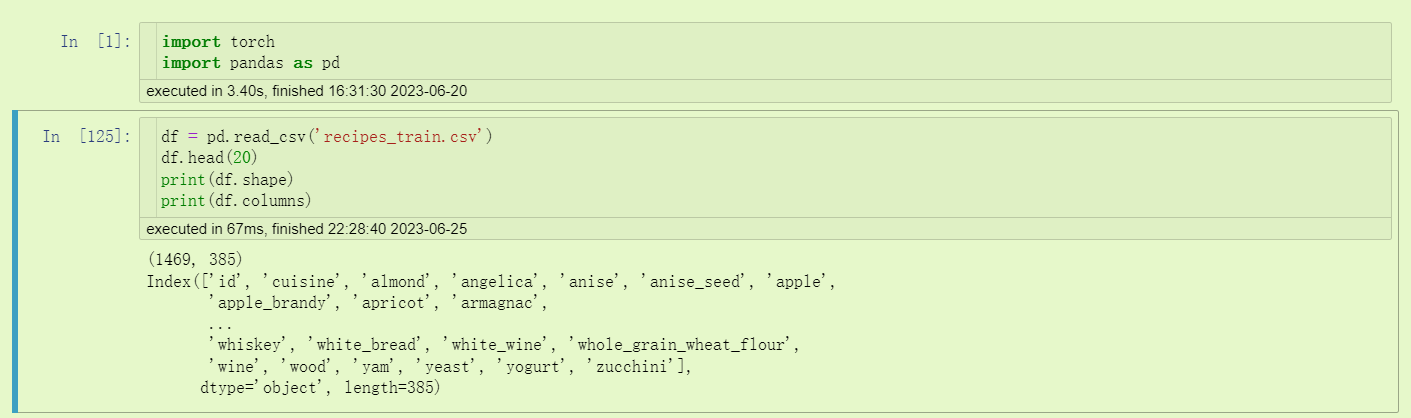 In [1]:
import torch
import pandas as pd
executed in 3.40s, finished 16:31:30 2023-06-20
In [125]:
df = pd.read_csv('recipes_train.csv')
df.head(20)
print(df.shape)
print(df.columns)
executed in 67ms, finished 22:28:40 2023-06-25
(1469, 385)
Index(['id', 'cuisine', 'almond', 'angelica', 'anise', 'anise_seed', 'apple',
'apple_brandy', 'apricot', 'armagnac',
...
'whiskey', 'white_bread', 'white_wine', 'whole_grain_wheat_flour',
'wine', 'wood', 'yam', 'yeast', 'yogurt', 'zucchini'],
dtype='object', length=385)